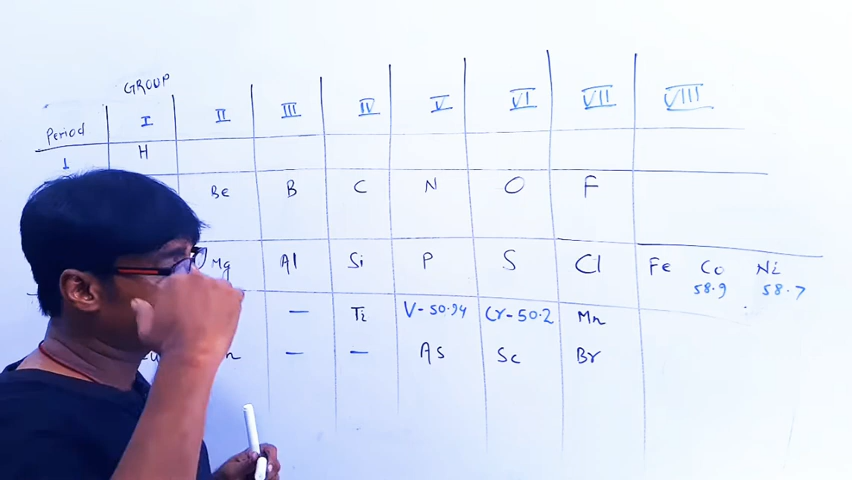 GROUP
Period I II III IV V VI VII VIII
1 H
Be B C N O F
Mg Al Si P S Cl Fe Co Ni
58.9 58.7
— Ti V-50.94 Cr-50.2 Mn
— — As Sc Br